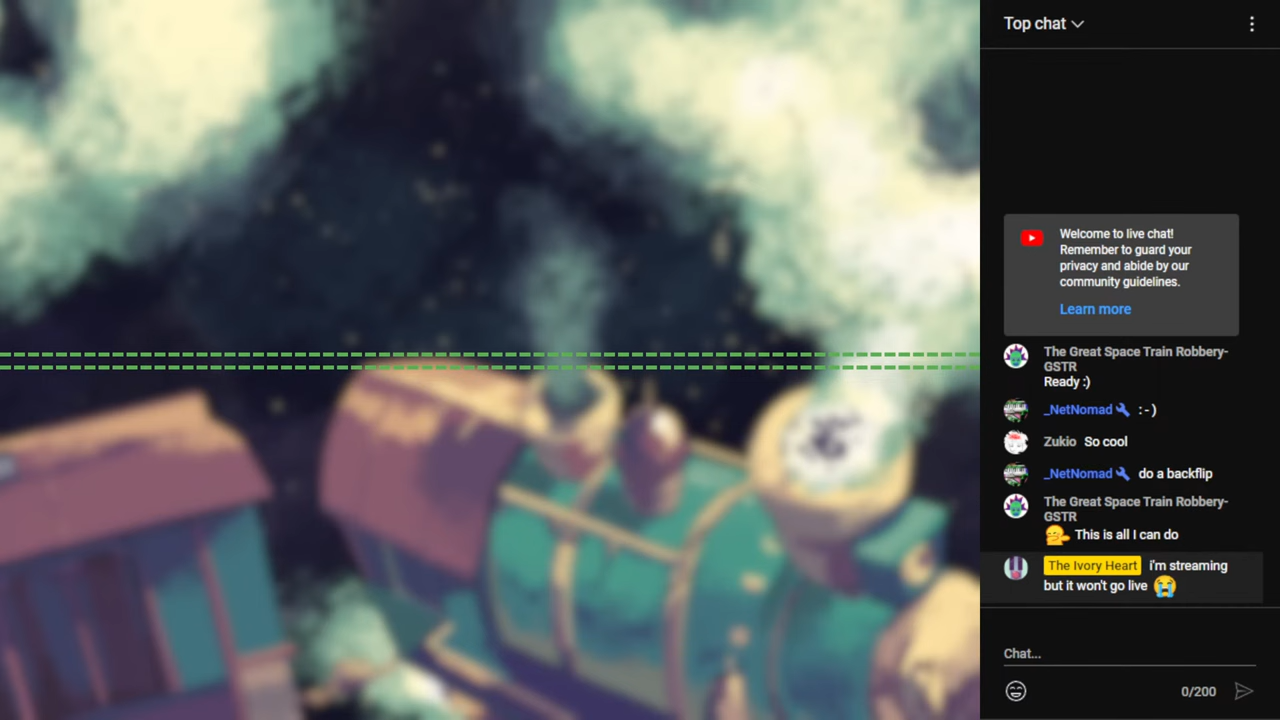 Top chat
Welcome to live chat!
Remember to guard your
privacy and abide by our
community guidelines.
Learn more
The Great Space Train Robbery-
GSTR
Ready :)
_NetNomad :-)
Zukio So cool
_NetNomad do a backflip
The Great Space Train Robbery-
GSTR
This is all I can do
The Ivory Heart i'm streaming
but it won't go live 😭
Chat...
0/200